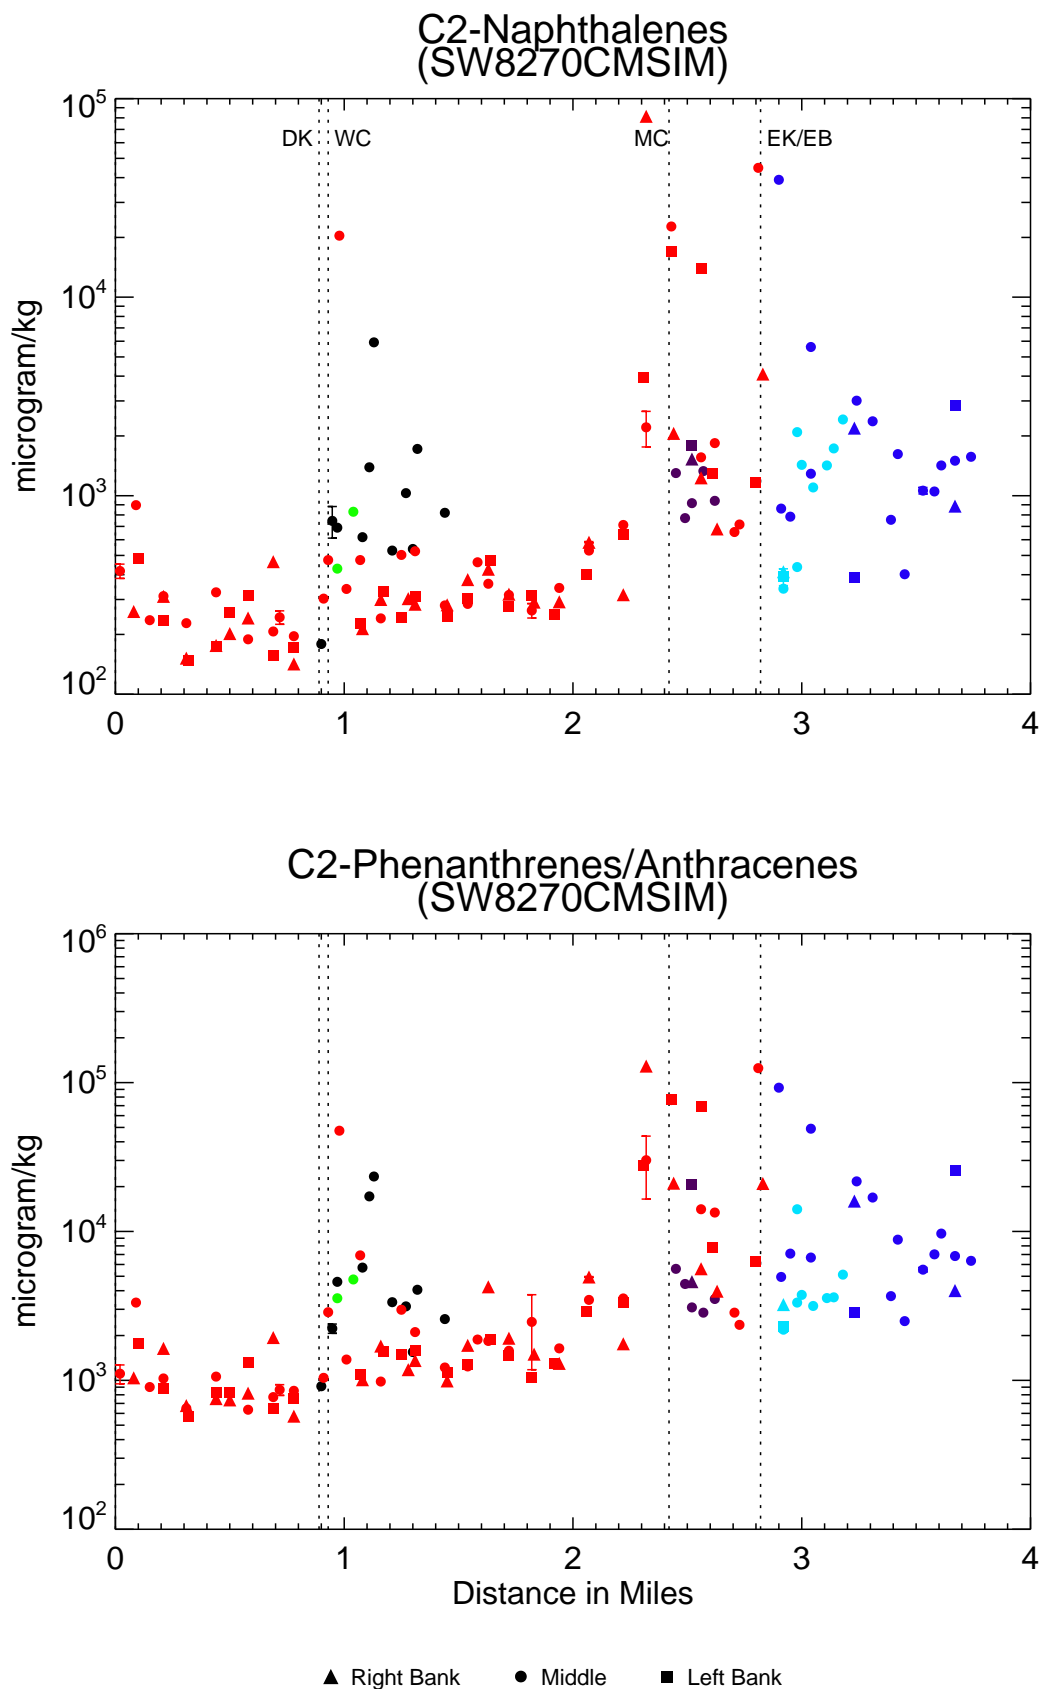 C2-Naphthalenes
(SW8270CMSIM)
10^5
DK WC MC EK/EB
10^4
microgram/kg
10^3
10^2
0 1 2 3 4
C2-Phenanthrenes/Anthracenes
(SW8270CMSIM)
10^6
10^5
10^4
microgram/kg
10^3
10^2
0 1 2 3 4
Distance in Miles
Right Bank Middle Left Bank